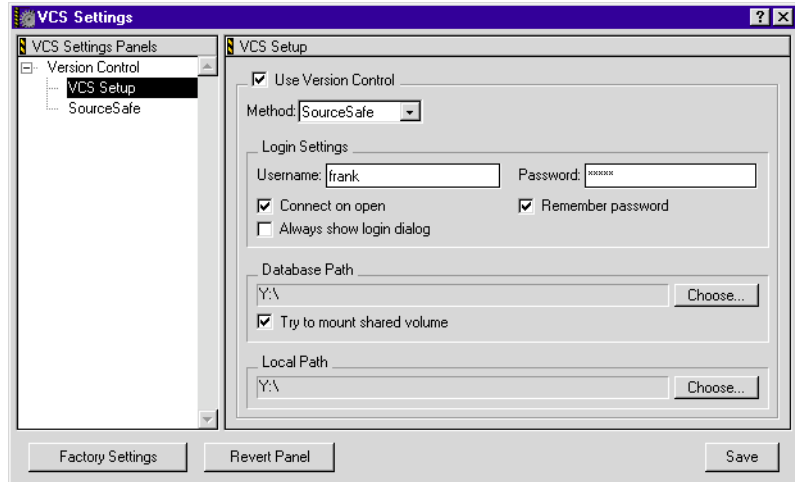 VCS Settings
VCS Settings Panels
Version Control
VCS Setup
SourceSafe
VCS Setup
Use Version Control
Method: SourceSafe
Login Settings
Username: frank
Password: *****
Connect on open
Remember password
Always show login dialog
Database Path
Y:\
Choose...
Try to mount shared volume
Local Path
Y:\
Choose...
Factory Settings
Revert Panel
Save